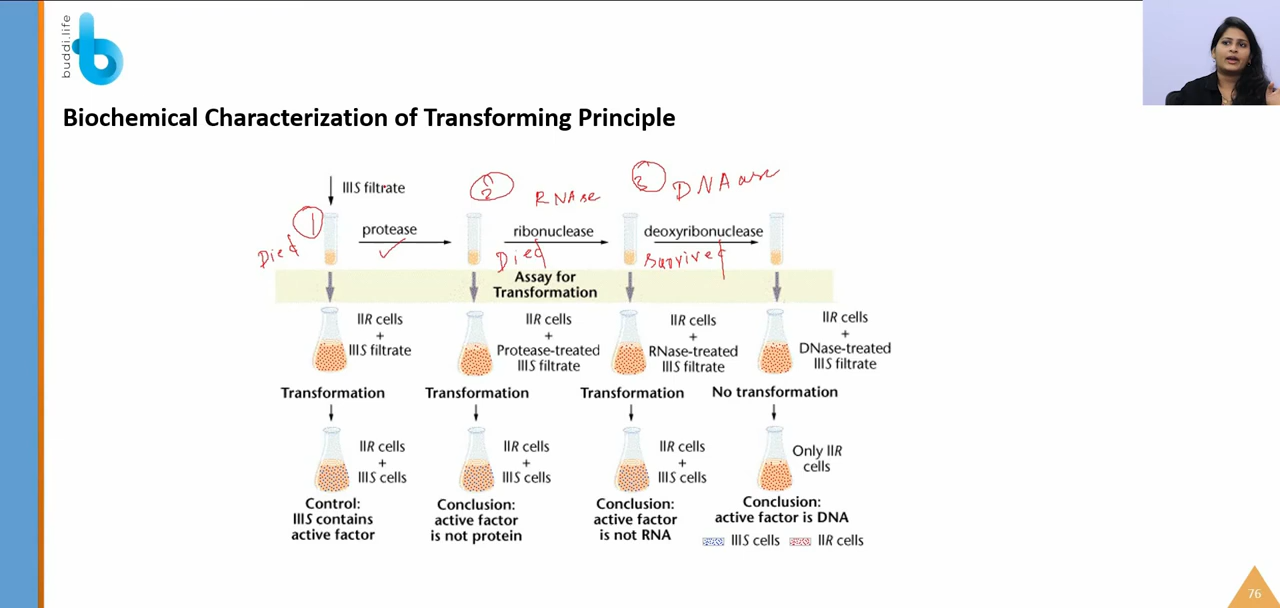 buddi.life
Biochemical Characterization of Transforming Principle
IIIS filtrate
1
2
RNAse
3
DNAase
Died
protease
ribonuclease
deoxyribonuclease
Died
Survived
Assay for
Transformation
IIR cells
+
IIIS filtrate
IIR cells
+
Protease-treated
IIIS filtrate
IIR cells
+
RNase-treated
IIIS filtrate
IIR cells
+
DNase-treated
IIIS filtrate
Transformation
Transformation
Transformation
No transformation
IIR cells
+
IIIS cells
IIR cells
+
IIIS cells
IIR cells
+
IIIS cells
Only IIR
cells
Control:
IIIS contains
active factor
Conclusion:
active factor
is not protein
Conclusion:
active factor
is not RNA
Conclusion:
active factor is DNA
IIIS cells
IIR cells
76